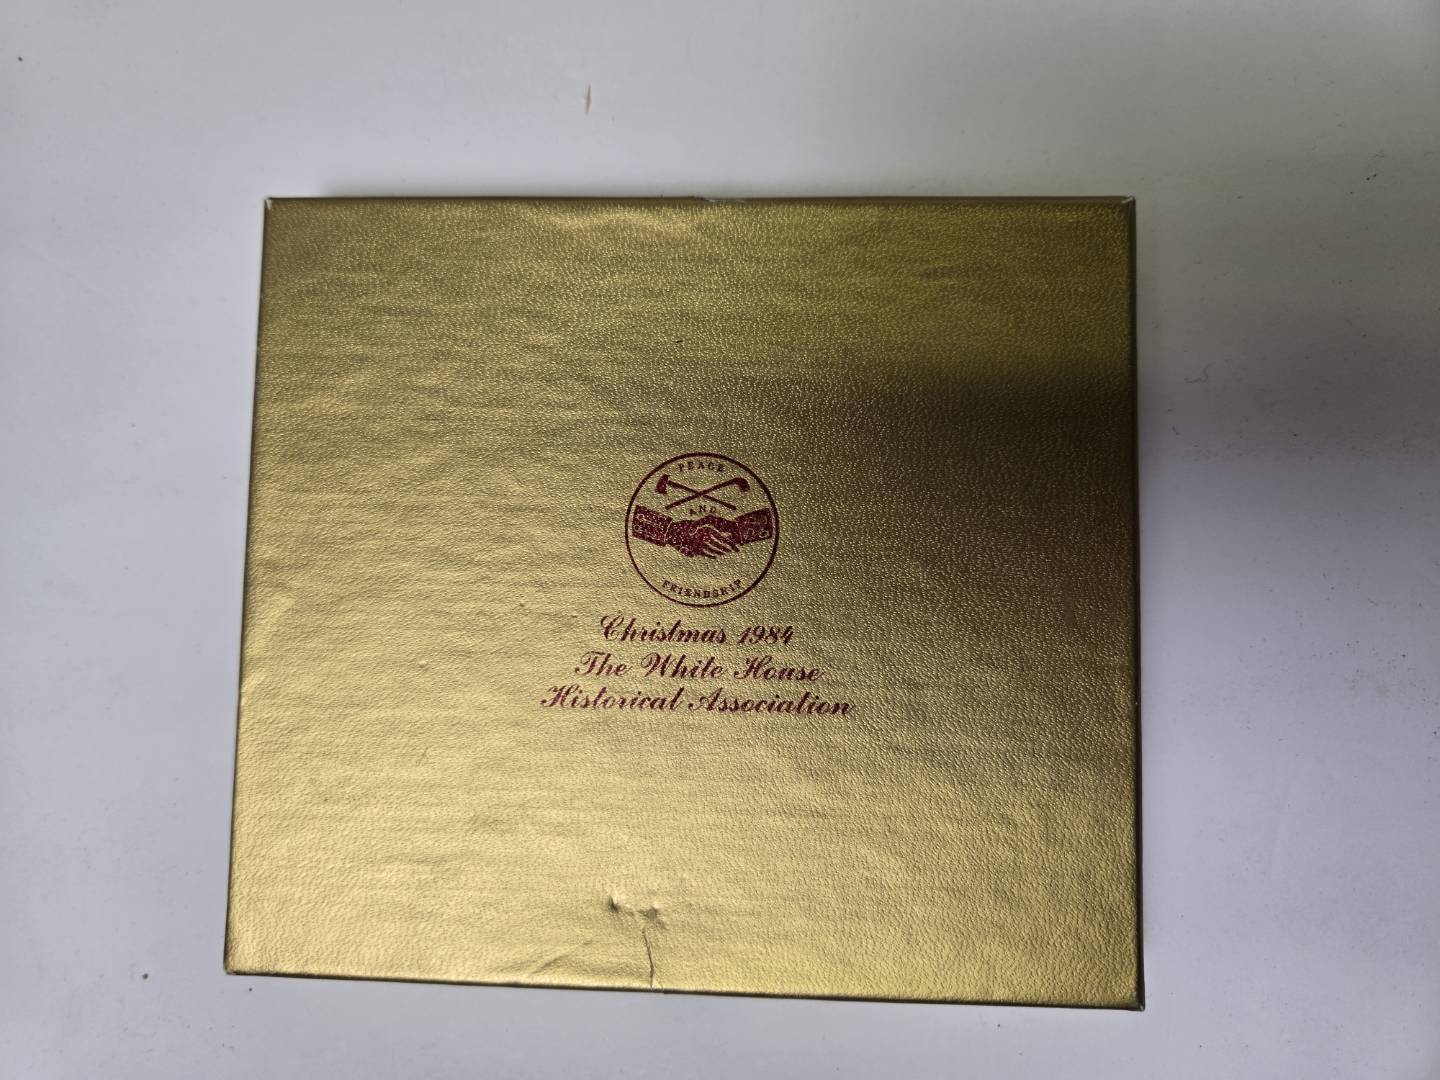 PEACE
AND
FRIENDSHIP
Christmas 1984
The White House
Historical Association